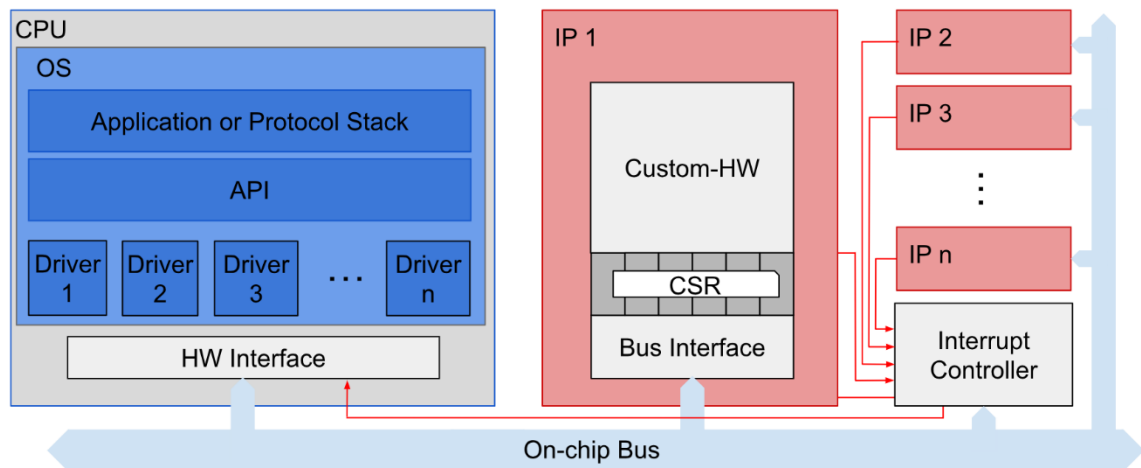 CPU
OS
Application or Protocol Stack
API
Driver
1
Driver
2
Driver
3
...
Driver
n
HW Interface
IP 1
Custom-HW
CSR
Bus Interface
IP 2
IP 3
⋮
IP n
Interrupt
Controller
On-chip Bus